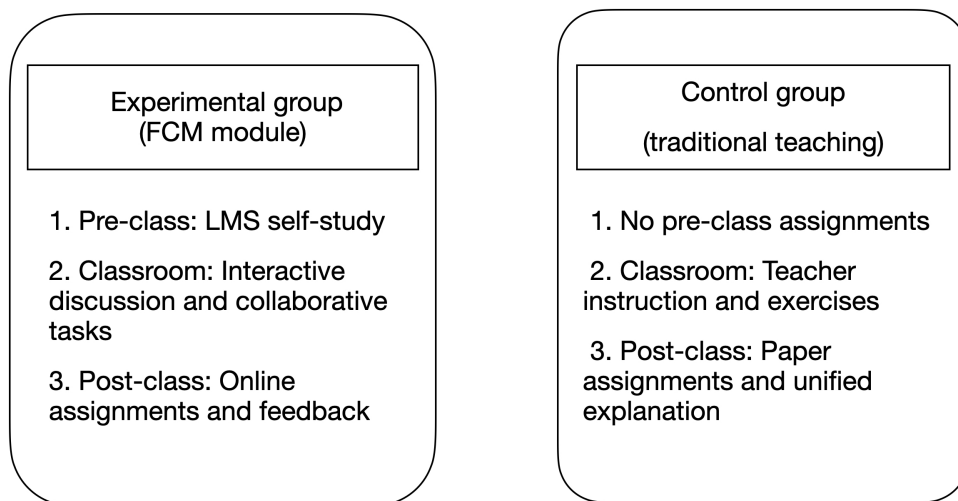 Experimental group
(FCM module)
1. Pre-class: LMS self-study
2. Classroom: Interactive
discussion and collaborative
tasks
3. Post-class: Online
assignments and feedback
Control group
(traditional teaching)
1. No pre-class assignments
2. Classroom: Teacher
instruction and exercises
3. Post-class: Paper
assignments and unified
explanation